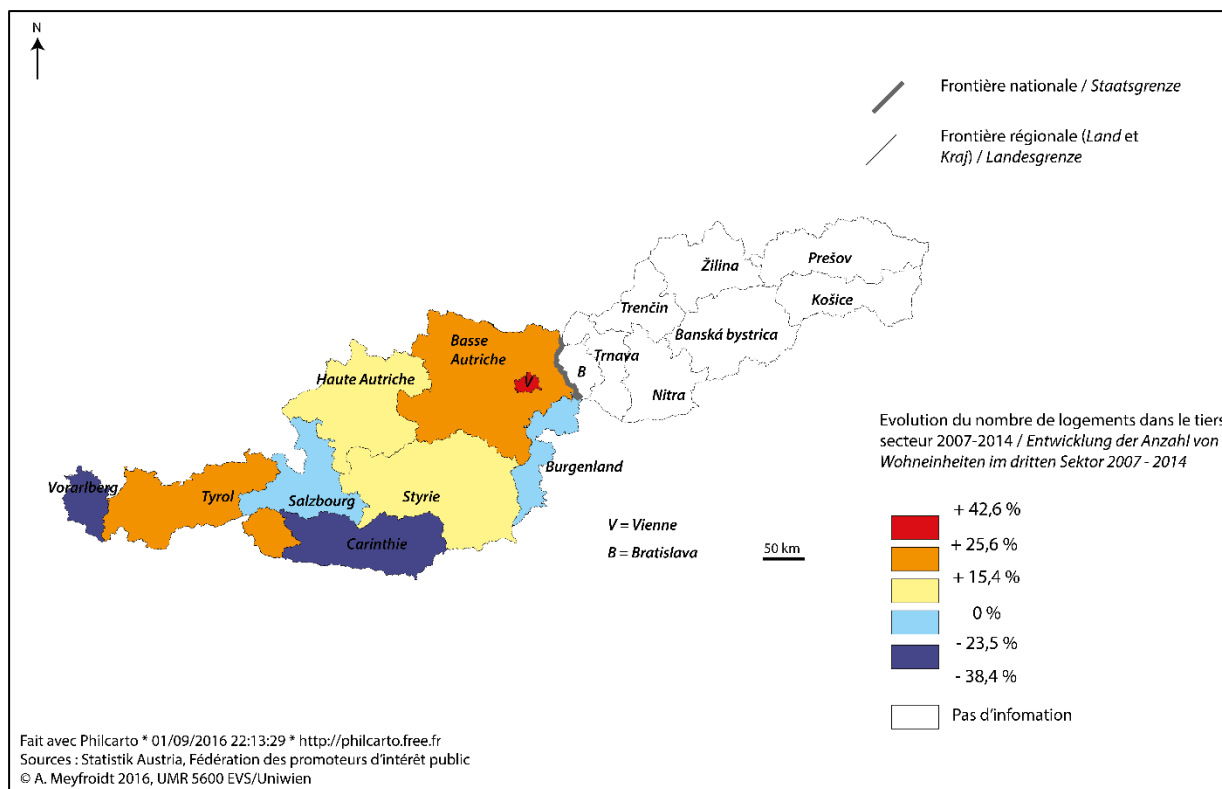 N
Frontière nationale / Staatsgrenze
Frontière régionale (Land et
Kraj) / Landesgrenze
Žilina
Prešov
Košice
Trenčin
Banská bystrica
Trnava
B
Nitra
Basse
Autriche
V
Haute Autriche
Burgenland
Vorarlberg
Tyrol
Salzbourg
Styrie
Carinthie
V = Vienne
B = Bratislava
50 km
Evolution du nombre de logements dans le tiers
secteur 2007-2014 / Entwicklung der Anzahl von
Wohneinheiten im dritten Sektor 2007 - 2014
+ 42,6 %
+ 25,6 %
+ 15,4 %
0 %
- 23,5 %
- 38,4 %
Pas d'infomation
Fait avec Philcarto * 01/09/2016 22:13:29 * http://philcarto.free.fr
Sources : Statistik Austria, Fédération des promoteurs d'intérêt public
© A. Meyfroidt 2016, UMR 5600 EVS/Uniwien